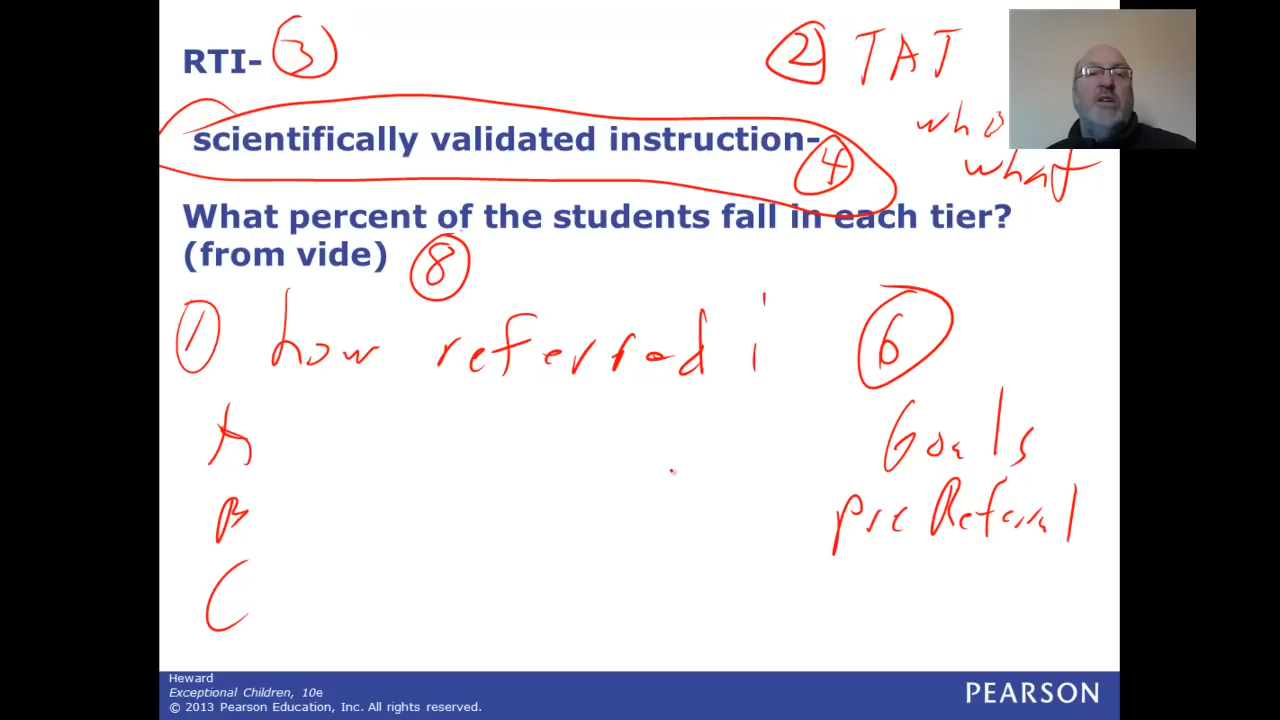 RTI- 3
2 TAT
who
what
scientifically validated instruction- 4
What percent of the students fall in each tier?
(from vide) 8
1 how referred i
6
Goals
preReferral
A
B
C
Heward
Exceptional Children, 10e
© 2013 Pearson Education, Inc. All rights reserved.
PEARSON